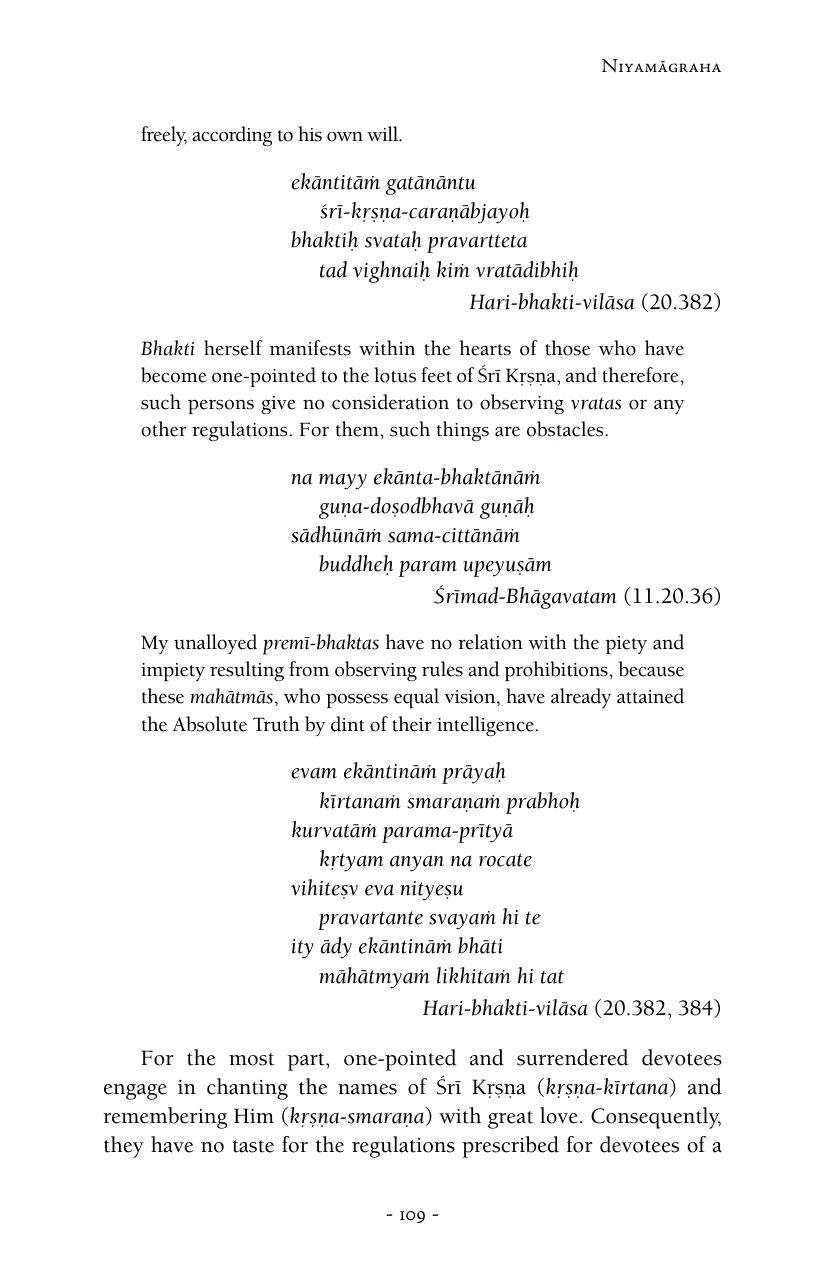 Niyamāgraha
freely, according to his own will.
ekāntitāṁ gatānāntu
śrī-kṛṣṇa-caraṇābjayoḥ
bhaktiḥ svataḥ pravartteta
tad vighnaiḥ kiṁ vratādibhiḥ
Hari-bhakti-vilāsa (20.382)
Bhakti herself manifests within the hearts of those who have
become one-pointed to the lotus feet of Śrī Kṛṣṇa, and therefore,
such persons give no consideration to observing vratas or any
other regulations. For them, such things are obstacles.
na mayy ekānta-bhaktānāṁ
guṇa-doṣodbhavā guṇāḥ
sādhūnāṁ sama-cittānāṁ
buddheḥ param upeyuṣām
Śrīmad-Bhāgavatam (11.20.36)
My unalloyed premī-bhaktas have no relation with the piety and
impiety resulting from observing rules and prohibitions, because
these mahātmās, who possess equal vision, have already attained
the Absolute Truth by dint of their intelligence.
evam ekāntināṁ prāyaḥ
kīrtanaṁ smaraṇaṁ prabhoḥ
kurvatāṁ parama-prītyā
kṛtyam anyan na rocate
vihiteṣv eva nityeṣu
pravartante svayaṁ hi te
ity ādy ekāntināṁ bhāti
māhātmyaṁ likhitaṁ hi tat
Hari-bhakti-vilāsa (20.382, 384)
For the most part, one-pointed and surrendered devotees
engage in chanting the names of Śrī Kṛṣṇa (kṛṣṇa-kīrtana) and
remembering Him (kṛṣṇa-smaraṇa) with great love. Consequently,
they have no taste for the regulations prescribed for devotees of a
- 109 -